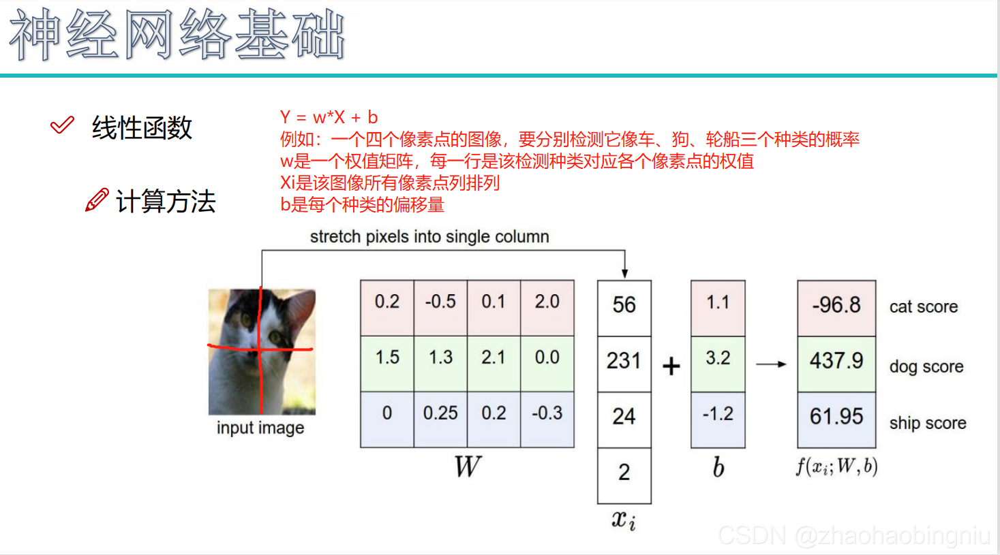 神经网络基础
线性函数
Y = w*X + b
例如：一个四个像素点的图像，要分别检测它像车、狗、轮船三个种类的概率
w是一个权值矩阵，每一行是该检测种类对应各个像素点的权值
Xi是该图像所有像素点列排列
b是每个种类的偏移量
计算方法
stretch pixels into single column
input image
0.2 -0.5 0.1 2.0
1.5 1.3 2.1 0.0
0 0.25 0.2 -0.3
W
56
231
24
2
xᵢ
+
1.1
3.2
-1.2
b
-96.8 cat score
437.9 dog score
61.95 ship score
f(xᵢ; W, b)
CSDN @zhaohaobingniu